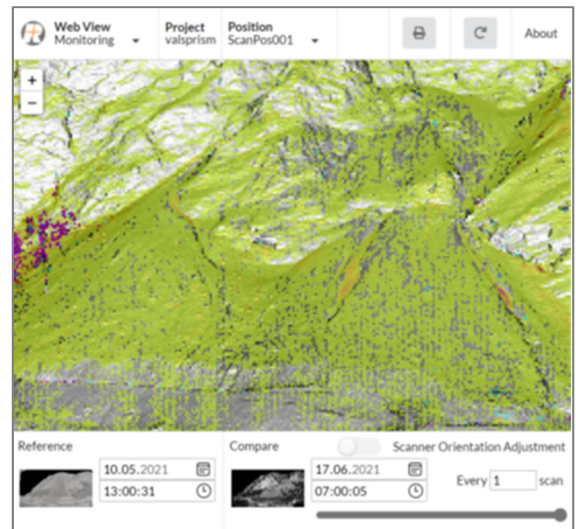 Web View
Monitoring
Project
valsprism
Position
ScanPos001
About
+
−
Reference
10.05.2021
13:00:31
Compare
17.06.2021
07:00:05
Scanner Orientation Adjustment
Every 1 scan